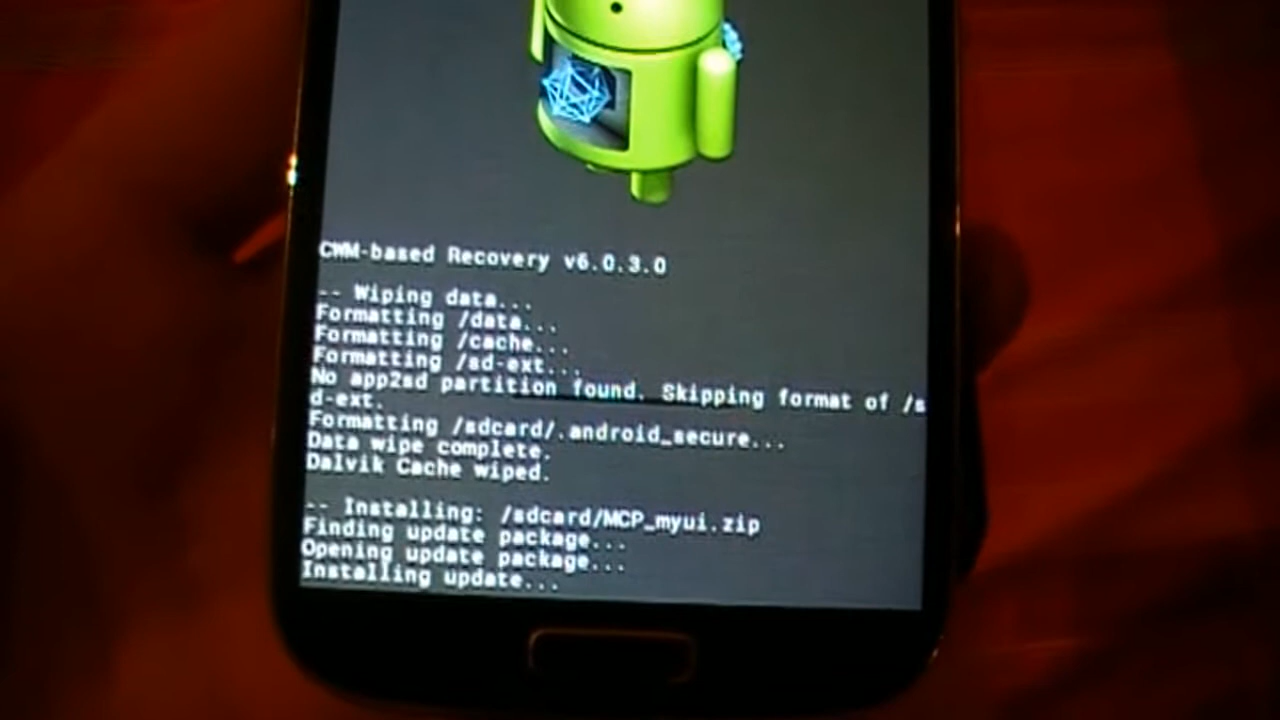 CWM-based Recovery v6.0.3.0
-- Wiping data...
Formatting /data...
Formatting /cache...
Formatting /sd-ext...
No app2sd partition found. Skipping format of /s
d-ext.
Formatting /sdcard/.android_secure...
Data wipe complete.
Dalvik Cache wiped.
-- Installing: /sdcard/MCP_myui.zip
Finding update package...
Opening update package...
Installing update...